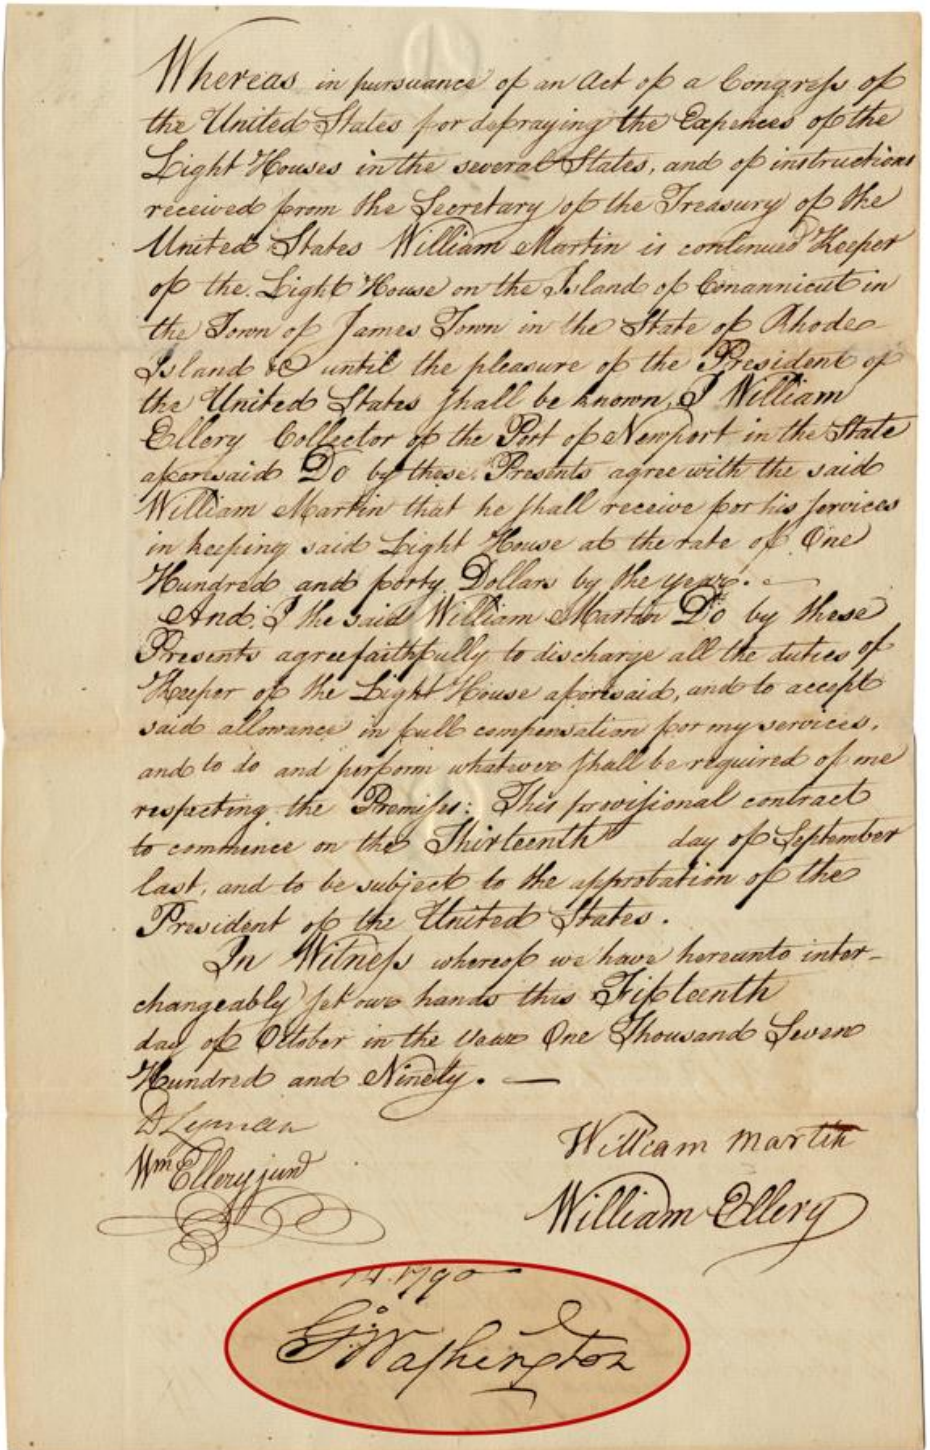 Whereas in pursuance of an Act of a Congress of
the United States for defraying the Expences of the
Light Houses in the several States, and of instructions
received from the Secretary of the Treasury of the
United States William Martin is continued Keeper
of the Light House on the Island of Conannicut in
the Town of James Town in the State of Rhode
Island &c until the pleasure of the President of
the United States shall be known, I William
Ellery Collector of the Port of Newport in the State
aforesaid Do by these Presents agree with the said
William Martin that he shall receive for his services
in keeping said Light House at the rate of One
Hundred and forty Dollars by the year. —
And I the said William Martin Do by these
Presents agree faithfully to discharge all the duties of
Keeper of the Light House aforesaid, and to accept
said allowance in full compensation for my services,
and to do and perform whatever shall be required of me
respecting the Premises: This provisional contract
to commence on the Thirteenth day of September
last, and to be subject to the approbation of the
President of the United States.
In Witness whereof we have hereunto inter-
changeably set our hands this Fifteenth
day of October in the year One Thousand Seven
Hundred and Ninety. —
D Lyman
Wm Ellery junr
William Martin
William Ellery
1790
Go. Washington